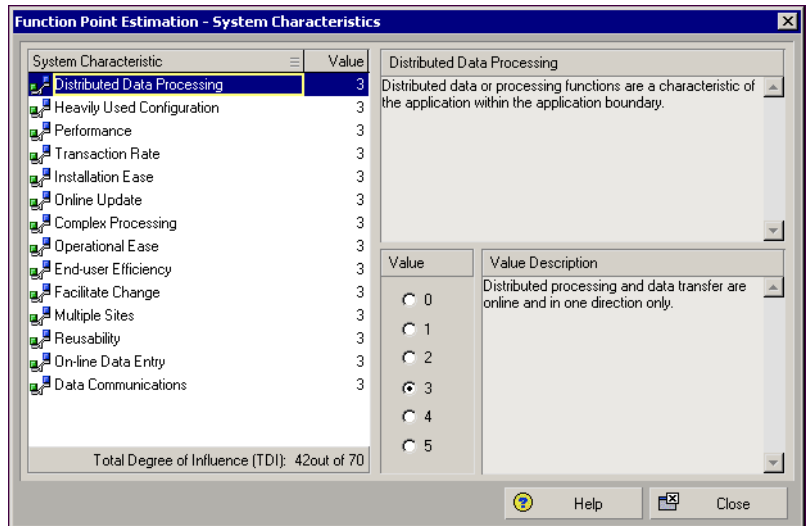 Function Point Estimation - System Characteristics
System Characteristic Value
Distributed Data Processing 3
Heavily Used Configuration 3
Performance 3
Transaction Rate 3
Installation Ease 3
Online Update 3
Complex Processing 3
Operational Ease 3
End-user Efficiency 3
Facilitate Change 3
Multiple Sites 3
Reusability 3
On-line Data Entry 3
Data Communications 3
Total Degree of Influence (TDI): 42out of 70
Distributed Data Processing
Distributed data or processing functions are a characteristic of
the application within the application boundary.
Value
0
1
2
3
4
5
Value Description
Distributed processing and data transfer are
online and in one direction only.
Help
Close